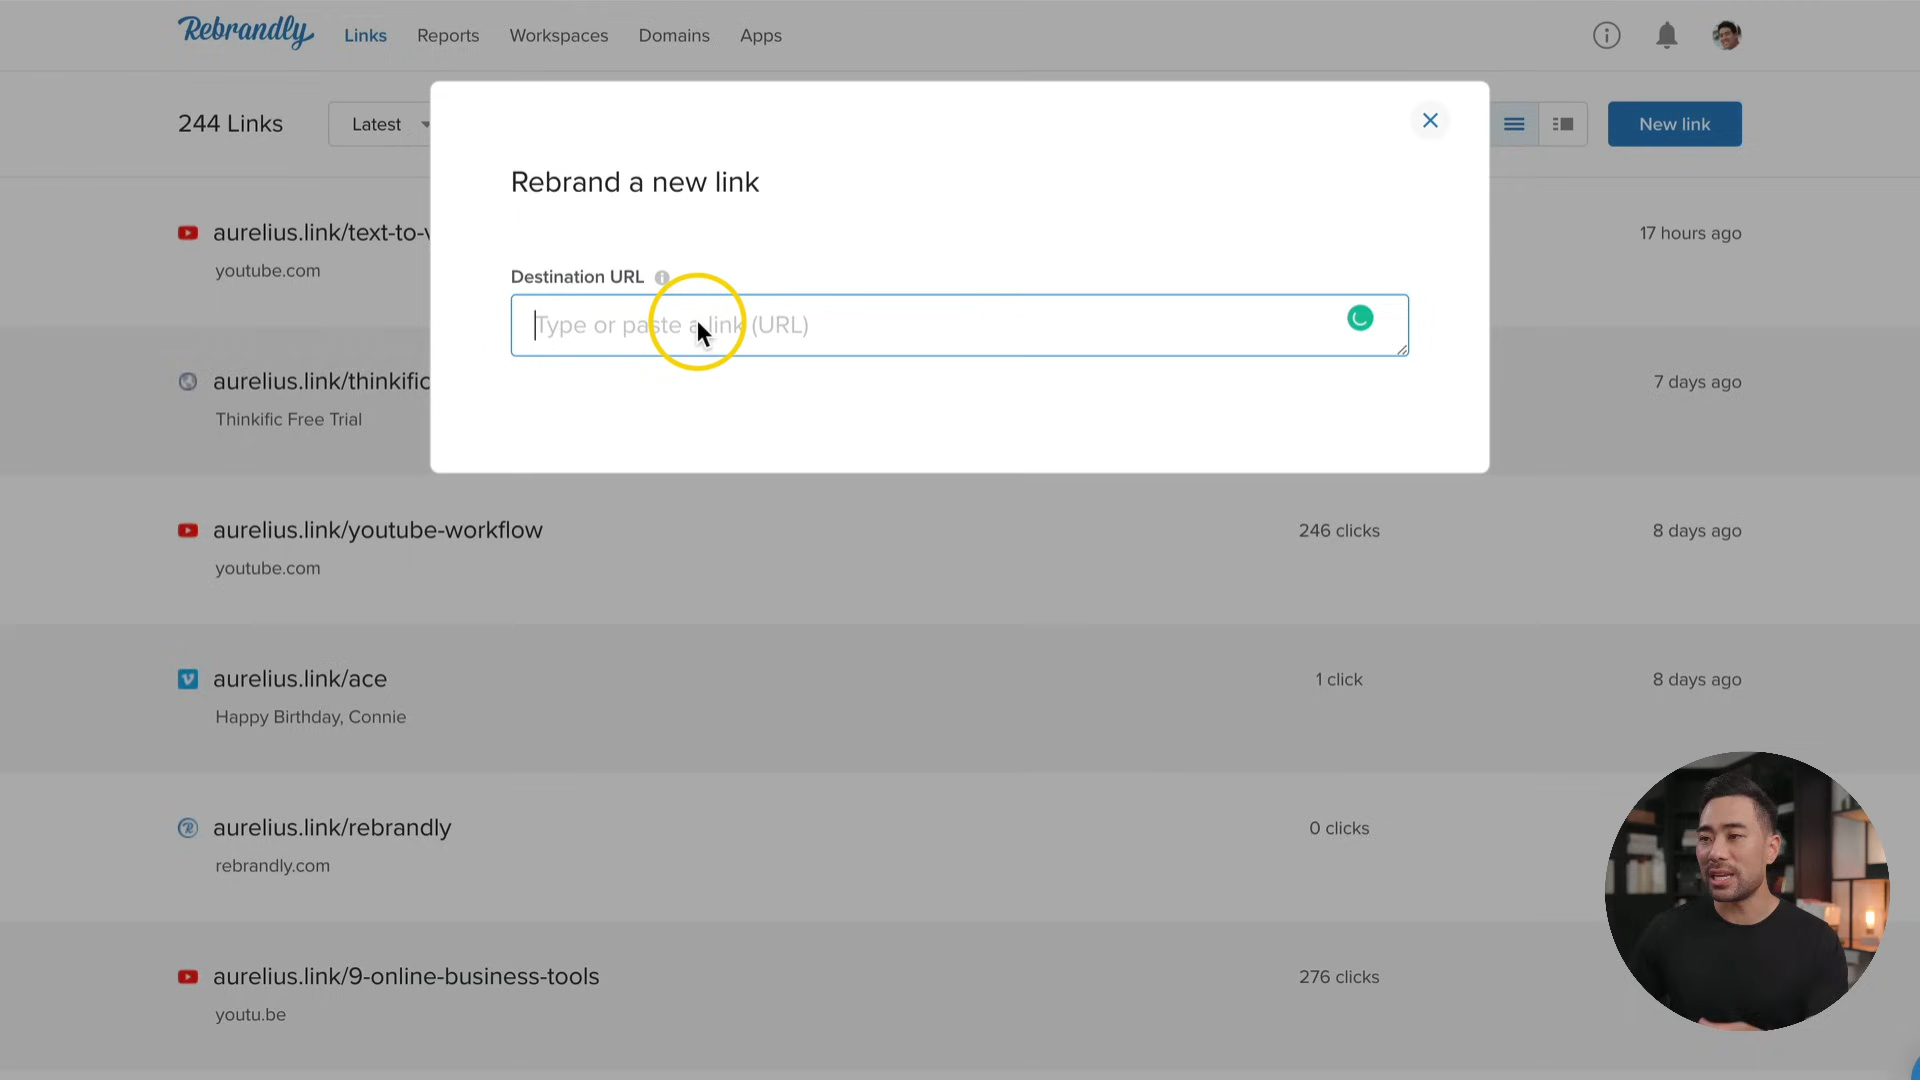 Rebrandly Links Reports Workspaces Domains Apps
244 Links Latest New link
Rebrand a new link
Destination URL
Type or paste a link (URL)
aurelius.link/text-to-v 17 hours ago
youtube.com
aurelius.link/thinkific 7 days ago
Thinkific Free Trial
aurelius.link/youtube-workflow 246 clicks 8 days ago
youtube.com
aurelius.link/ace 1 click 8 days ago
Happy Birthday, Connie
aurelius.link/rebrandly 0 clicks
rebrandly.com
aurelius.link/9-online-business-tools 276 clicks
youtu.be